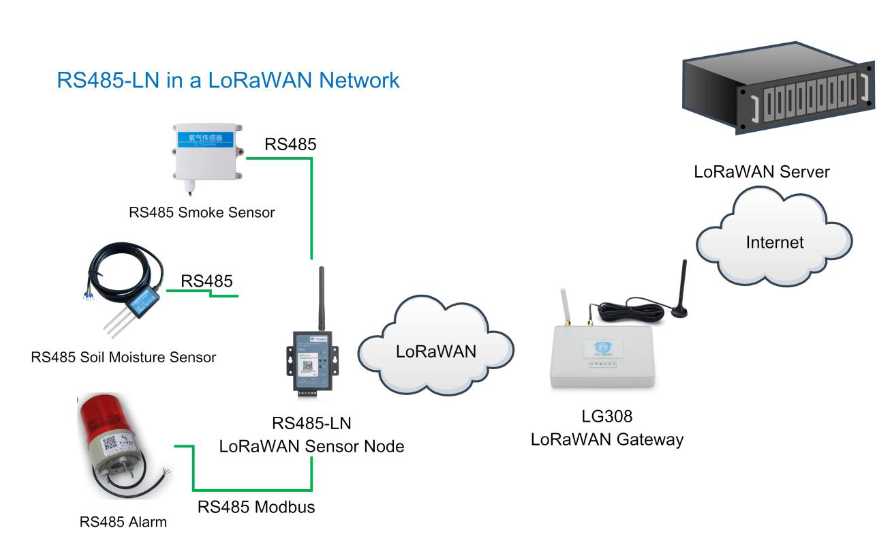 RS485-LN in a LoRaWAN Network
RS485
RS485 Smoke Sensor
LoRaWAN Server
Internet
RS485
RS485 Soil Moisture Sensor
LoRaWAN
RS485-LN
LoRaWAN Sensor Node
LG308
LoRaWAN Gateway
RS485 Modbus
RS485 Alarm